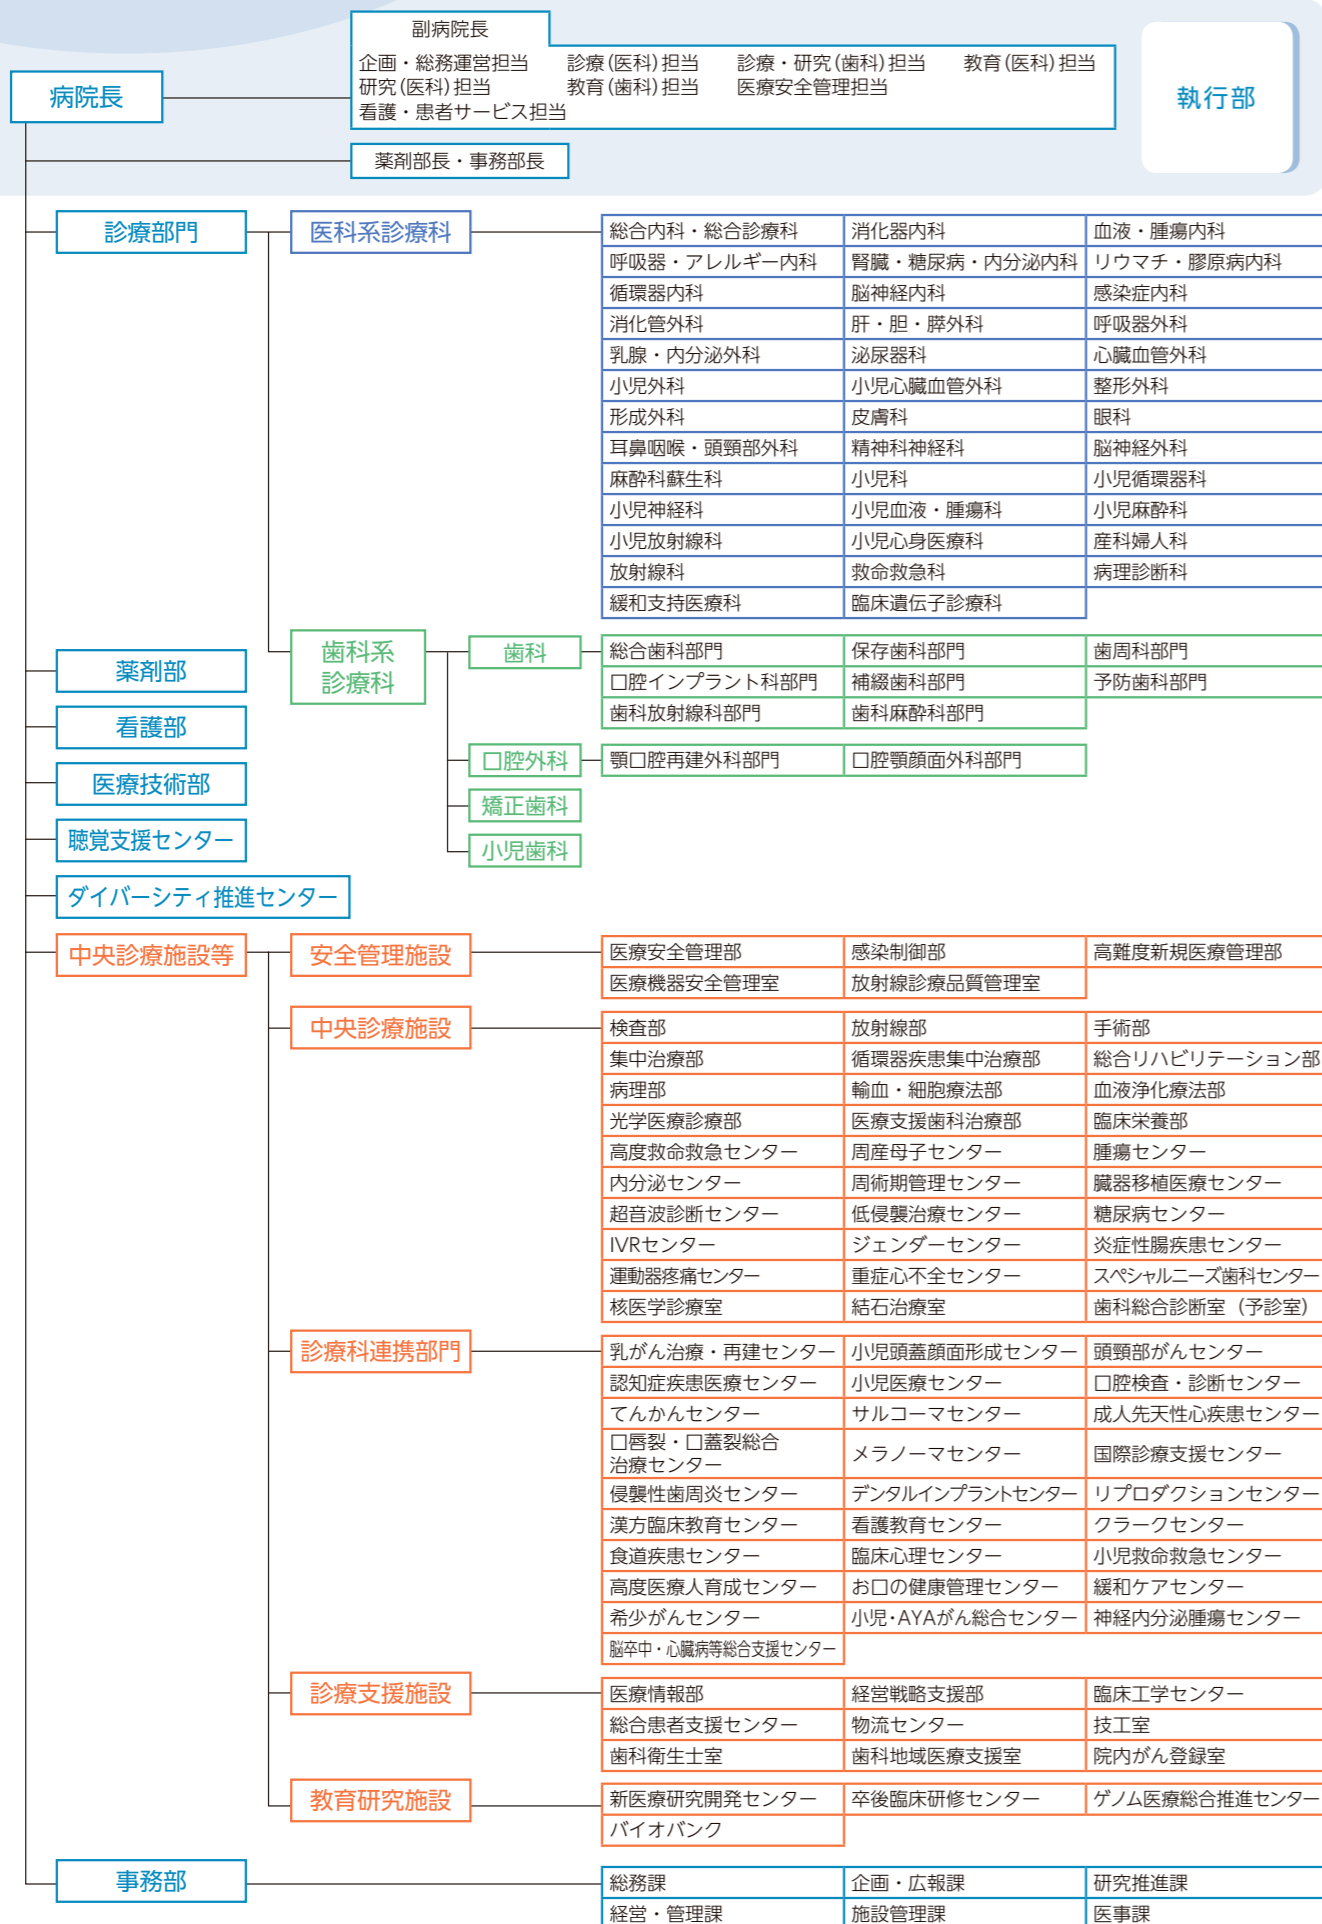 副病院長
企画・総務運営担当 診療(医科)担当 診療・研究(歯科)担当 教育(医科)担当
研究(医科)担当 教育(歯科)担当 医療安全管理担当
看護・患者サービス担当
病院長
執行部
薬剤部長・事務部長
診療部門 医科系診療科 総合内科・総合診療科 消化器内科 血液・腫瘍内科
呼吸器・アレルギー内科 腎臓・糖尿病・内分泌内科 リウマチ・膠原病内科
循環器内科 脳神経内科 感染症内科
消化管外科 肝・胆・膵外科 呼吸器外科
乳腺・内分泌外科 泌尿器科 心臓血管外科
小児外科 小児心臓血管外科 整形外科
形成外科 皮膚科 眼科
耳鼻咽喉・頭頸部外科 精神科神経科 脳神経外科
麻酔科蘇生科 小児科 小児循環器科
小児神経科 小児血液・腫瘍科 小児麻酔科
小児放射線科 小児心身医療科 産科婦人科
放射線科 救命救急科 病理診断科
緩和支持医療科 臨床遺伝子診療科
歯科系
診療科
歯科 総合歯科部門 保存歯科部門 歯周科部門
口腔インプラント科部門 補綴歯科部門 予防歯科部門
歯科放射線科部門 歯科麻酔科部門
口腔外科 顎口腔再建外科部門 口腔顎顔面外科部門
矯正歯科
小児歯科
薬剤部
看護部
医療技術部
聴覚支援センター
ダイバーシティ推進センター
中央診療施設等 安全管理施設 医療安全管理部 感染制御部 高難度新規医療管理部
医療機器安全管理室 放射線診療品質管理室
中央診療施設 検査部 放射線部 手術部
集中治療部 循環器疾患集中治療部 総合リハビリテーション部
病理部 輸血・細胞療法部 血液浄化療法部
光学医療診療部 医療支援歯科治療部 臨床栄養部
高度救命救急センター 周産母子センター 腫瘍センター
内分泌センター 周術期管理センター 臓器移植医療センター
超音波診断センター 低侵襲治療センター 糖尿病センター
IVRセンター ジェンダーセンター 炎症性腸疾患センター
運動器疼痛センター 重症心不全センター スペシャルニーズ歯科センター
核医学診療室 結石治療室 歯科総合診断室（予診室）
診療科連携部門 乳がん治療・再建センター 小児頭蓋顔面形成センター 頭頸部がんセンター
認知症疾患医療センター 小児医療センター 口腔検査・診断センター
てんかんセンター サルコーマセンター 成人先天性心疾患センター
口唇裂・口蓋裂総合
治療センター メラノーマセンター 国際診療支援センター
侵襲性歯周炎センター デンタルインプラントセンター リプロダクションセンター
漢方臨床教育センター 看護教育センター クラークセンター
食道疾患センター 臨床心理センター 小児救命救急センター
高度医療人育成センター お口の健康管理センター 緩和ケアセンター
希少がんセンター 小児・AYAがん総合センター 神経内分泌腫瘍センター
脳卒中・心臓病等総合支援センター
診療支援施設 医療情報部 経営戦略支援部 臨床工学センター
総合患者支援センター 物流センター 技工室
歯科衛生士室 歯科地域医療支援室 院内がん登録室
教育研究施設 新医療研究開発センター 卒後臨床研修センター ゲノム医療総合推進センター
バイオバンク
事務部 総務課 企画・広報課 研究推進課
経営・管理課 施設管理課 医事課